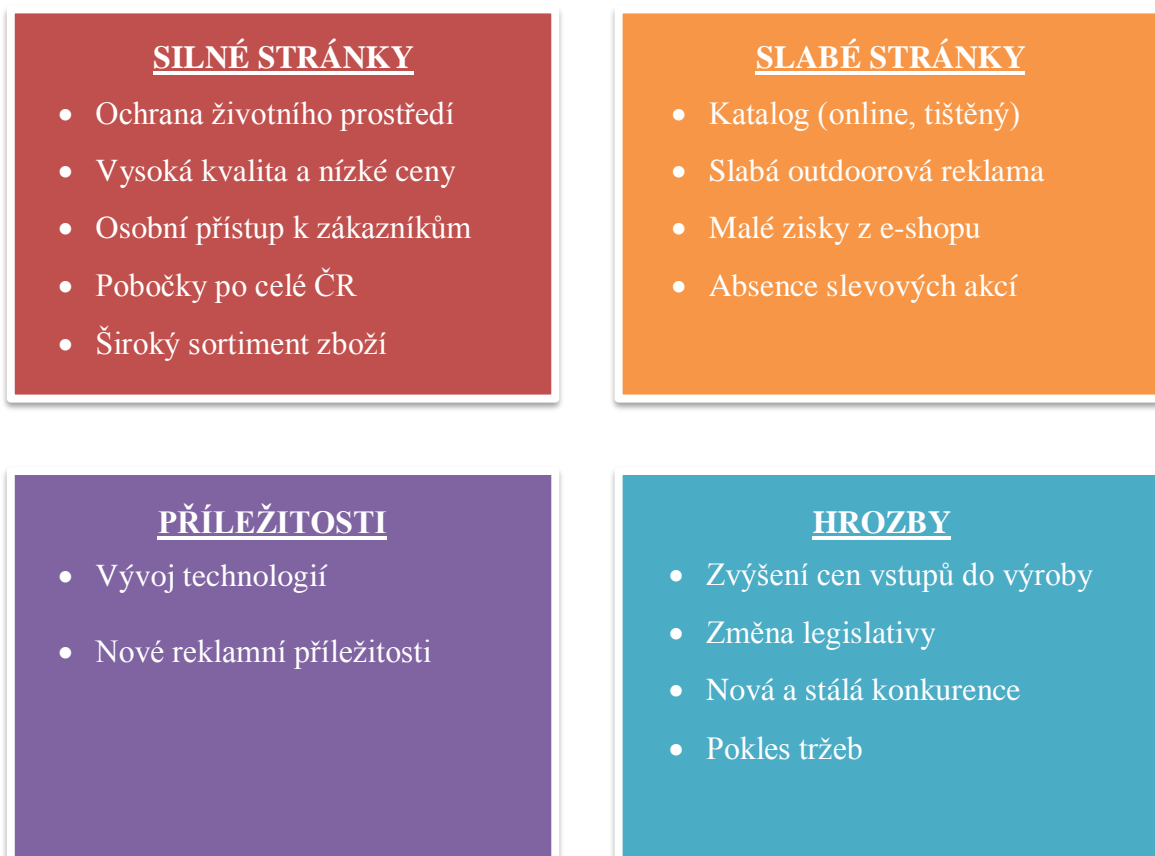 SILNÉ STRÁNKY
• Ochrana životního prostředí
• Vysoká kvalita a nízké ceny
• Osobní přístup k zákazníkům
• Pobočky po celé ČR
• Široký sortiment zboží
SLABÉ STRÁNKY
• Katalog (online, tištěný)
• Slabá outdoorová reklama
• Malé zisky z e-shopu
• Absence slevových akcí
PŘÍLEŽITOSTI
• Vývoj technologií
• Nové reklamní příležitosti
HROZBY
• Zvýšení cen vstupů do výroby
• Změna legislativy
• Nová a stálá konkurence
• Pokles tržeb